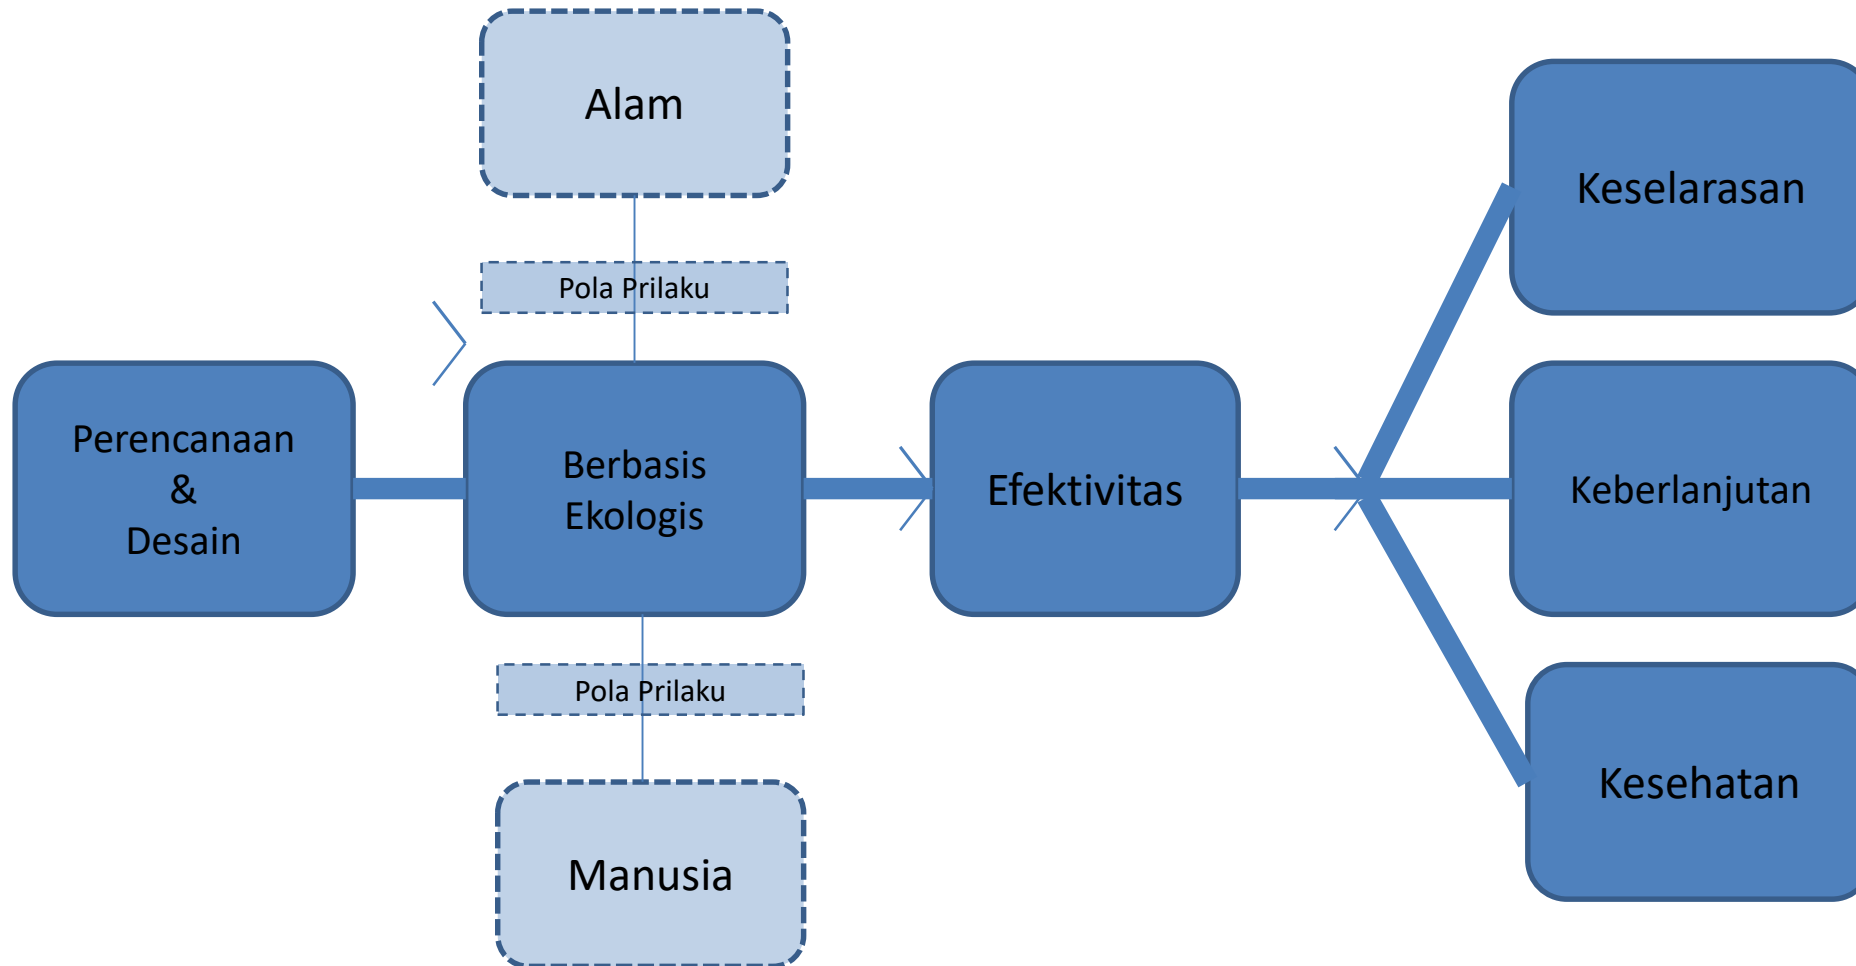 Alam
Pola Prilaku
Perencanaan
&
Desain
Berbasis
Ekologis
Pola Prilaku
Manusia
Efektivitas
Keselarasan
Keberlanjutan
Kesehatan